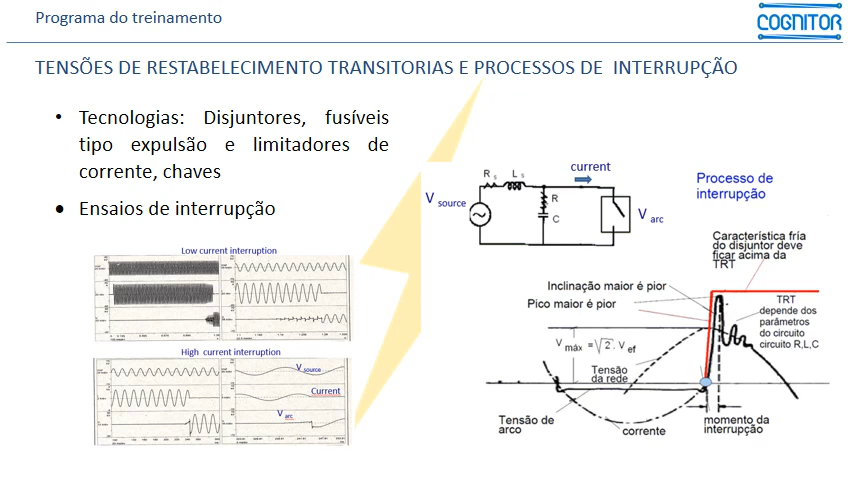 Programa do treinamento
COGNITOR
TENSÕES DE RESTABELECIMENTO TRANSITORIAS E PROCESSOS DE INTERRUPÇÃO
• Tecnologias: Disjuntores, fusíveis
tipo expulsão e limitadores de
corrente, chaves
• Ensaios de interrupção
Low current interruption
High current interruption
V source
Current
V arc
current
R s
L s
V source
R
C
V arc
Processo de
interrupção
Característica fría
do disjuntor deve
ficar acima da
TRT
Inclinação maior é pior
Pico maior é pior
TRT
depende dos
parâmetros
do circuito
circuito R,L,C
V máx = √2 . V ef
Tensão
da rede
Tensão de
arco
corrente
momento da
interrupção